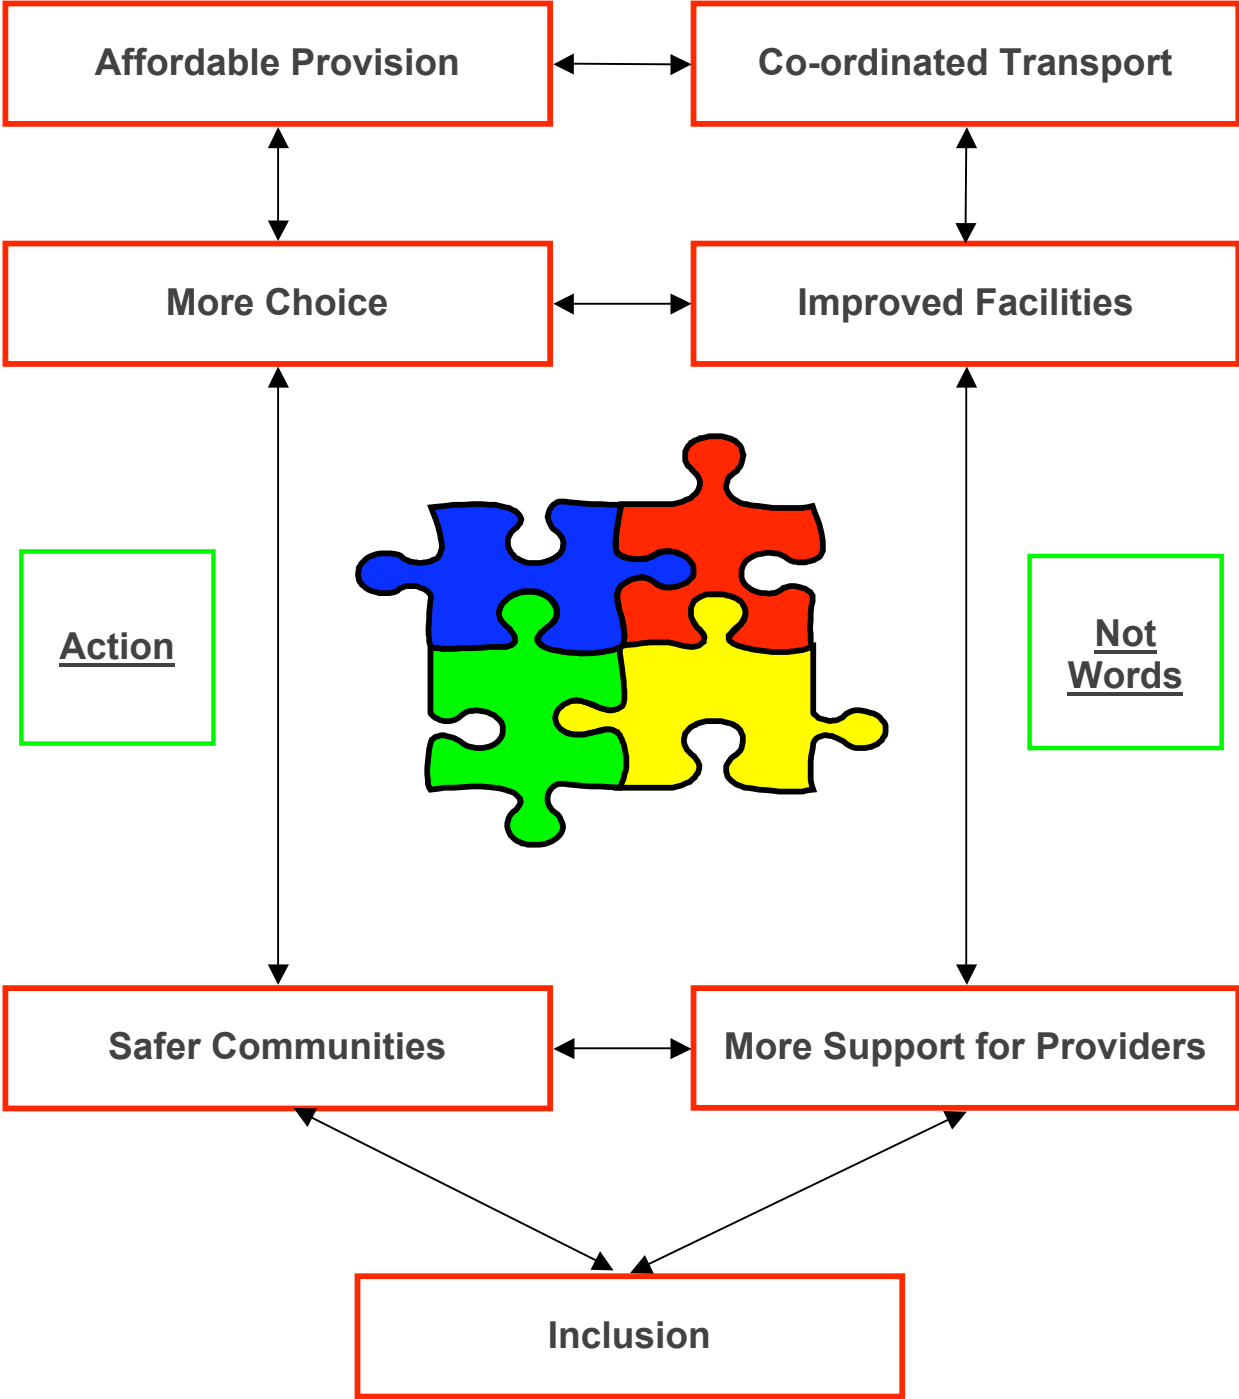 Affordable Provision
Co-ordinated Transport
More Choice
Improved Facilities
Action
Not
Words
Safer Communities
More Support for Providers
Inclusion